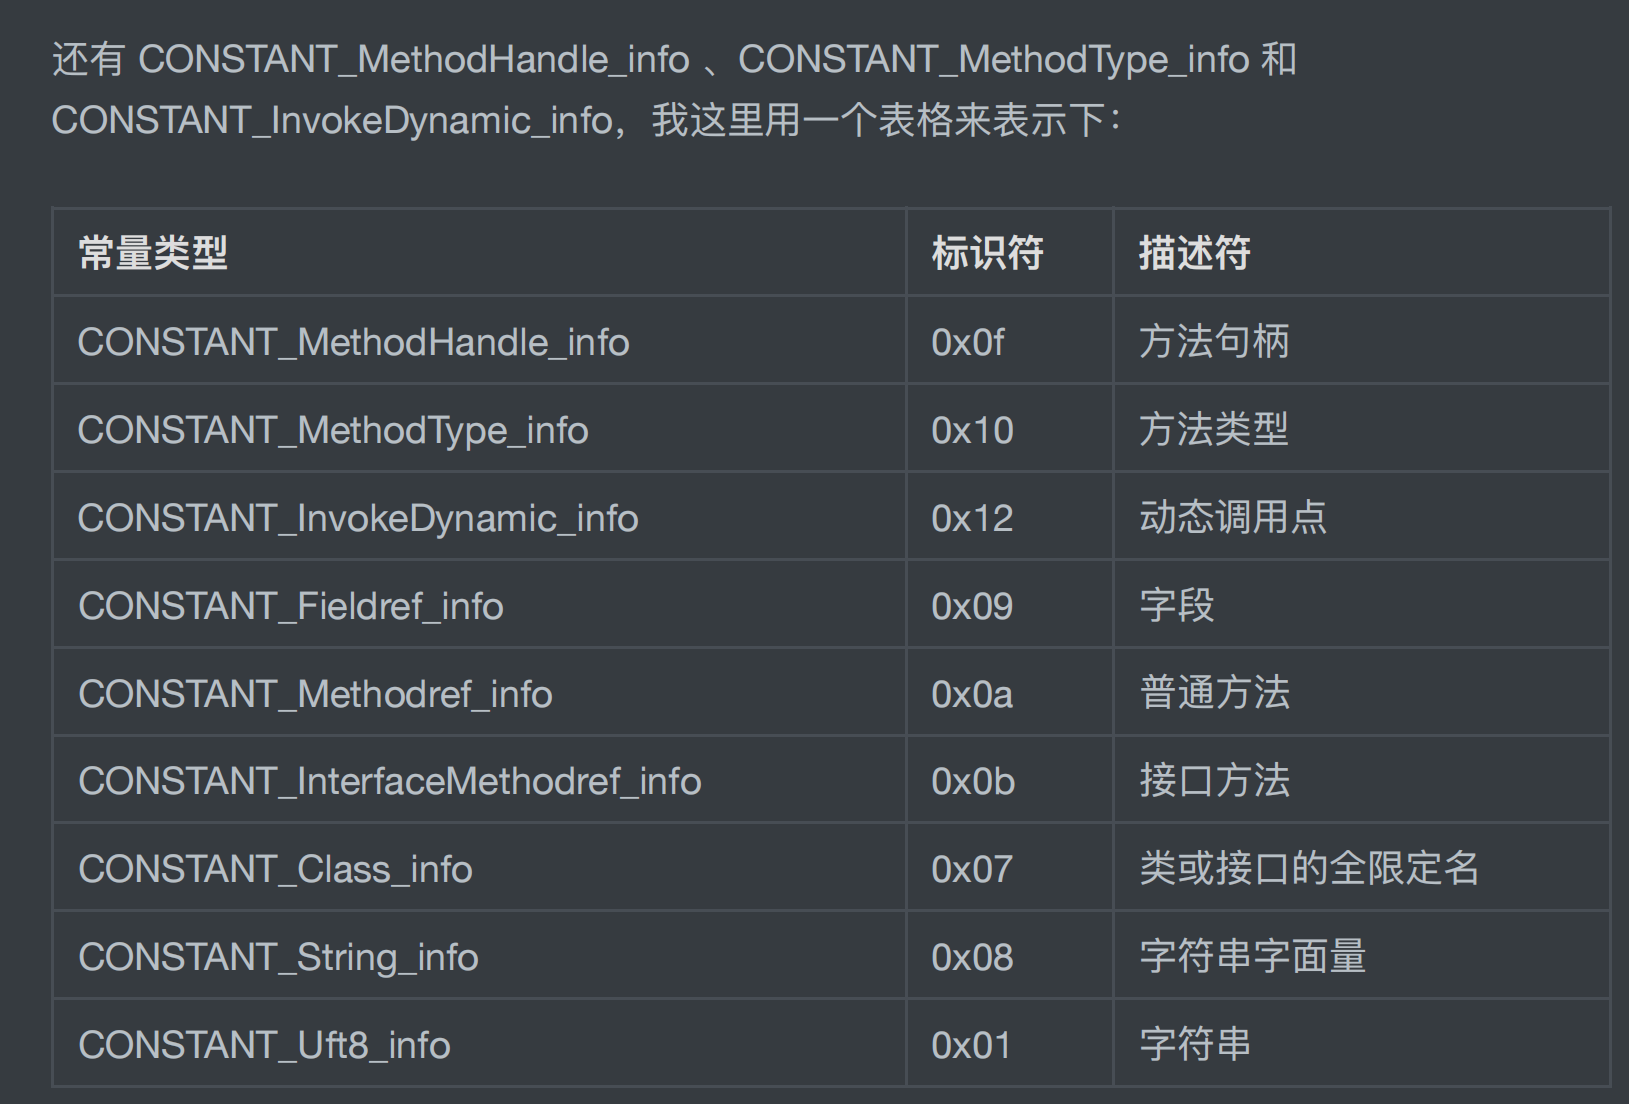 还有 CONSTANT_MethodHandle_info 、CONSTANT_MethodType_info 和
CONSTANT_InvokeDynamic_info，我这里用一个表格来表示下：
常量类型 标识符 描述符
CONSTANT_MethodHandle_info 0x0f 方法句柄
CONSTANT_MethodType_info 0x10 方法类型
CONSTANT_InvokeDynamic_info 0x12 动态调用点
CONSTANT_Fieldref_info 0x09 字段
CONSTANT_Methodref_info 0x0a 普通方法
CONSTANT_InterfaceMethodref_info 0x0b 接口方法
CONSTANT_Class_info 0x07 类或接口的全限定名
CONSTANT_String_info 0x08 字符串字面量
CONSTANT_Uft8_info 0x01 字符串